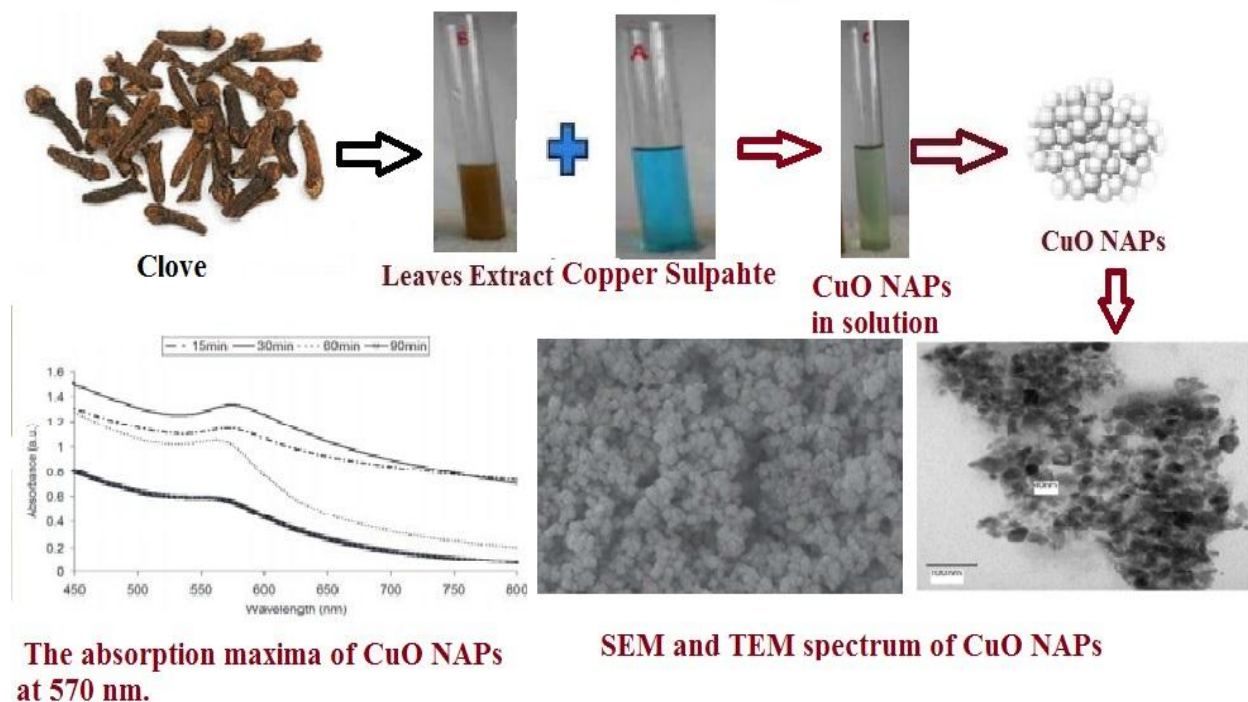 B
A
C
Clove
Leaves Extract
Copper Sulpahte
CuO NAPs
in solution
CuO NAPs
15min
30min
60min
90min
1.6
1.4
1.2
1
0.8
0.6
0.4
0.2
0
Absorbance (a.u.)
450
500
550
600
650
700
750
800
Wavelength (nm)
100nm
The absorption maxima of CuO NAPs
at 570 nm.
SEM and TEM spectrum of CuO NAPs